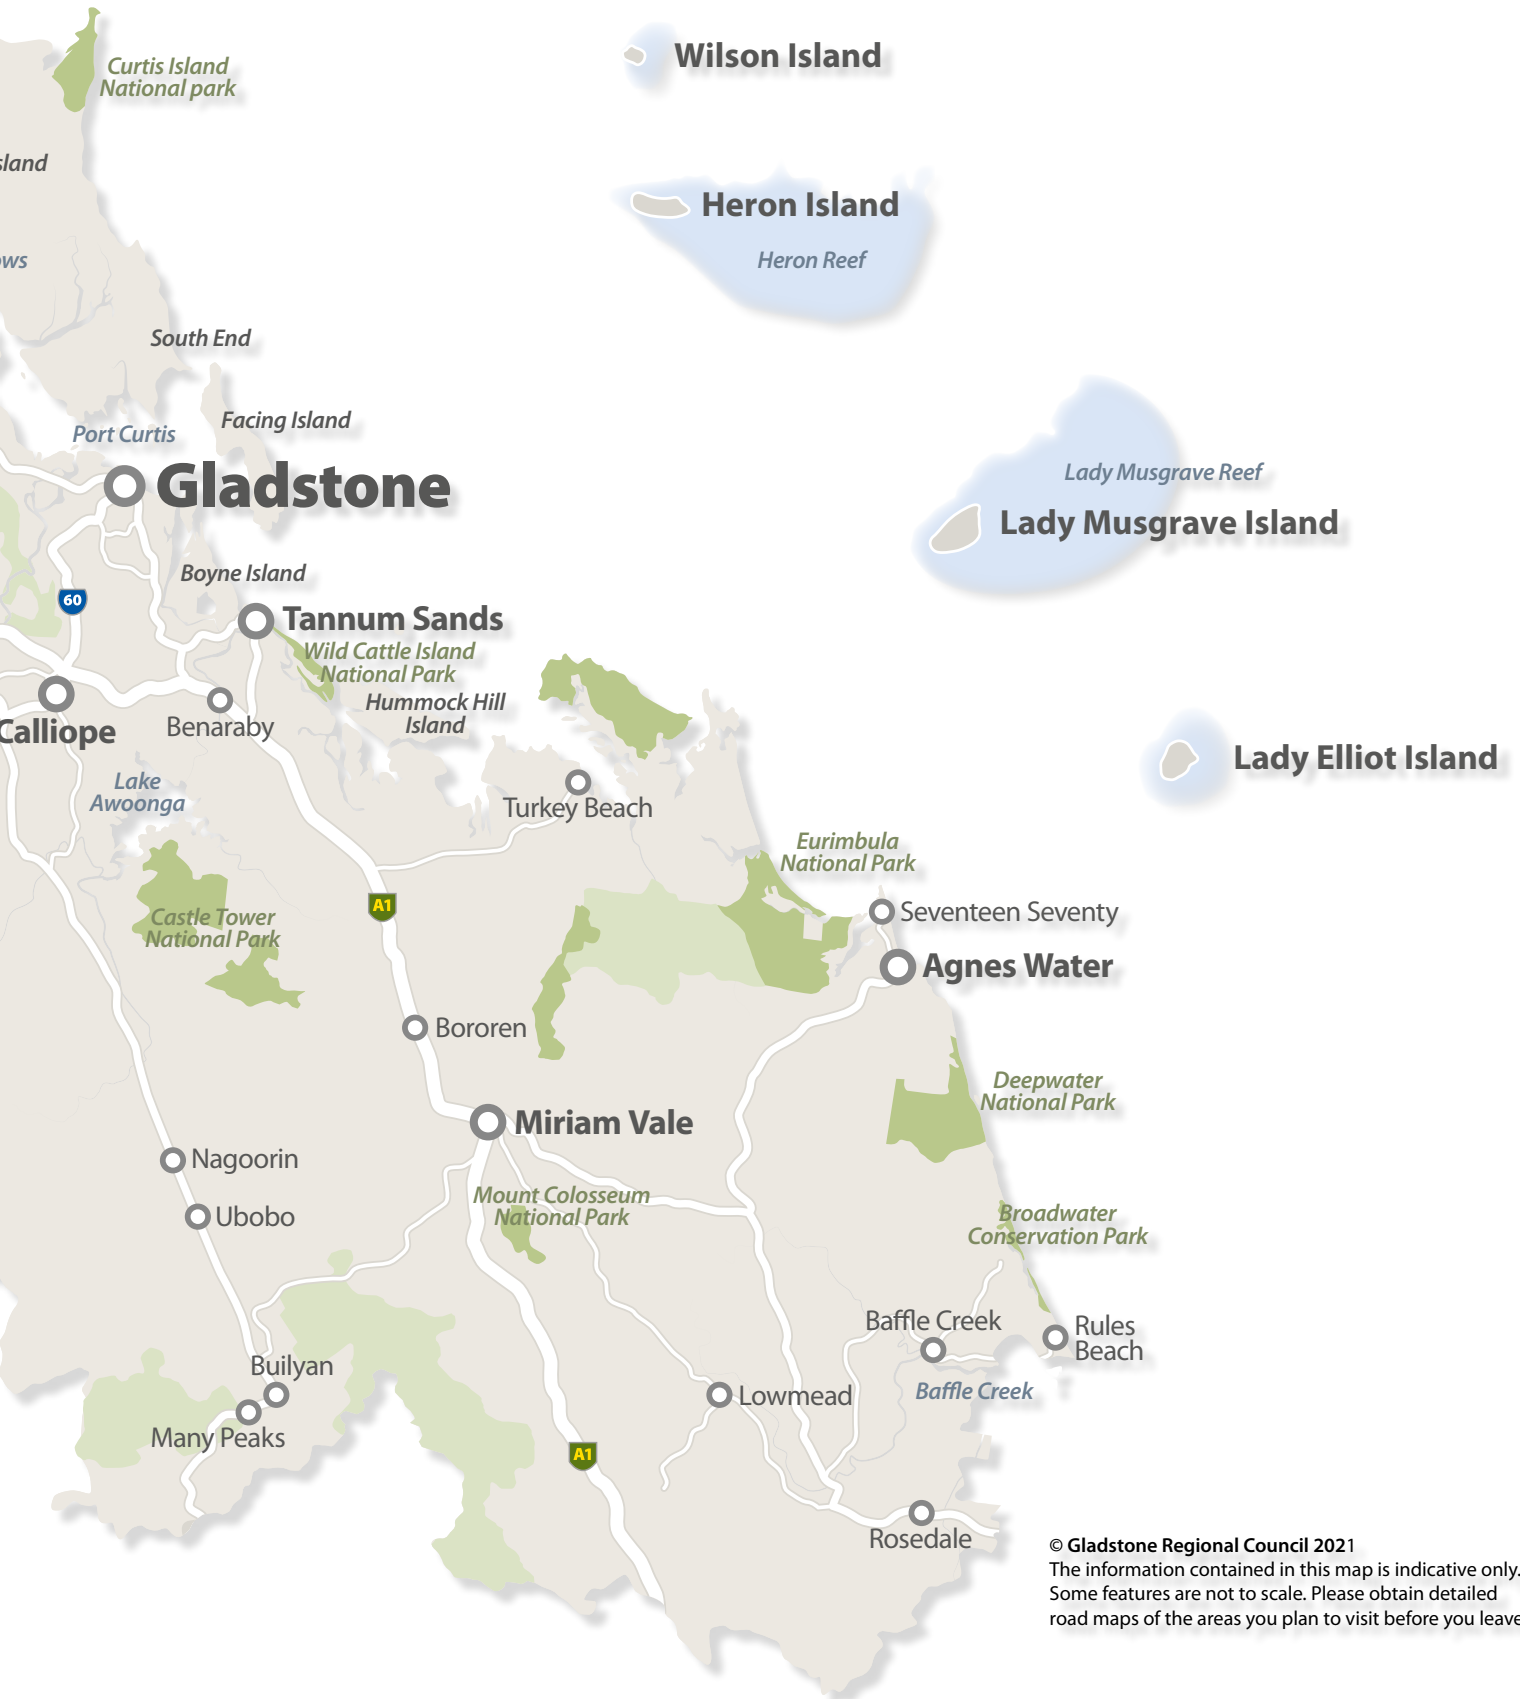 Wilson Island
Curtis Island
National park
sland
Heron Island
Heron Reef
ows
South End
Facing Island
Port Curtis
Gladstone
Lady Musgrave Reef
Lady Musgrave Island
Boyne Island
60
Tannum Sands
Wild Cattle Island
National Park
Hummock Hill
Island
Calliope
Benaraby
Lady Elliot Island
Lake
Awoonga
Turkey Beach
Eurimbula
National Park
A1
Castle Tower
National Park
Seventeen Seventy
Agnes Water
Bororen
Deepwater
National Park
Miriam Vale
Nagoorin
Mount Colosseum
National Park
Ubobo
Broadwater
Conservation Park
Baffle Creek
Rules
Beach
Builyan
Baffle Creek
Lowmead
Many Peaks
A1
Rosedale
© Gladstone Regional Council 2021
The information contained in this map is indicative only.
Some features are not to scale. Please obtain detailed
road maps of the areas you plan to visit before you leave